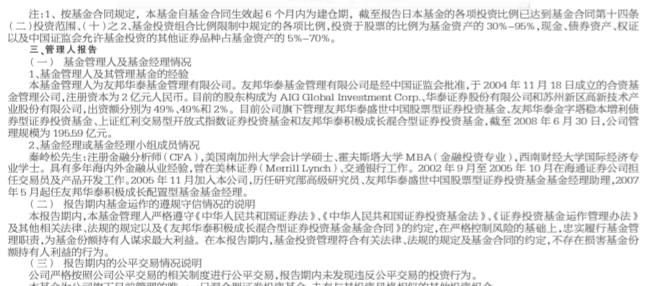 注:1、按基金合同规定，本基金自基金合同生效起6个月内为建仓期，截至报告日本基金的各项投资比例已达到基金合同第十四条
(二)投资范围、(十)之2、基金投资组合比例限制中规定的各项比例，投资于股票的比例为基金资产的30%-95%，现金、债券资产、权证
以及中国证监会允许基金投资的其他证券品种占基金资产的5%-70%。
三、管理人报告
(一) 基金管理人及基金经理情况
1、基金管理人及其管理基金的经验
本基金管理人为友邦华泰基金管理有限公司。友邦华泰基金管理有限公司是经中国证监会批准，于2004年11月18日成立的合资基
金管理公司，注册资本为2亿元人民币。目前的股东构成为AIG Global Investment Corp.、华泰证券股份有限公司和苏州新区高新技术产
业股份有限公司，出资额分别为49%、49%和2%。目前公司旗下管理友邦华泰盛世中国股票型证券投资基金、友邦华泰金字塔稳本增利债
券型证券投资基金、上证红利交易型开放式指数证券投资基金和友邦华泰积极成长混合型证券投资基金，截至2008年6月30日，公司管
理规模为195.59亿元。
2、基金经理或基金经理小组成员情况
秦岭松先生:注册金融分析师(CFA)，美国南加州大学会计学硕士、霍夫斯塔大学MBA(金融投资专业)，西南财经大学国际经济专
业学士。具有多年海内外金融从业经验，曾在美林证券(Merrill Lynch)、交通银行工作。2002年9月至2005年10月在海通证券公司担
任交易员及产品开发工作。2005年11月加入本公司，历任研究部高级研究员、友邦华泰盛世中国股票型证券投资基金基金经理助理，2007
年5月起任友邦华泰积极成长配置型基金基金经理。
(二) 报告期内基金运作的遵规守信情况的说明
本报告期内，本基金管理人严格遵守《中华人民共和国证券法》、《中华人民共和国证券投资基金法》、《证券投资基金运作管理办法》
及其他相关法律、法规的规定以及《友邦华泰积极成长混合型证券投资基金基金合同》的约定，在严格控制风险的基础上，忠实履行基金
管理职责，为基金份额持有人谋求最大利益。在本报告期内，基金投资管理符合有关法律、法规的规定及基金合同的约定，不存在损害基金份
额持有人利益的行为。
(三) 报告期内的公平交易情况说明
公司严格按照公司公平交易的相关制度进行公平交易，报告期内未发现违反公平交易的投资行为。